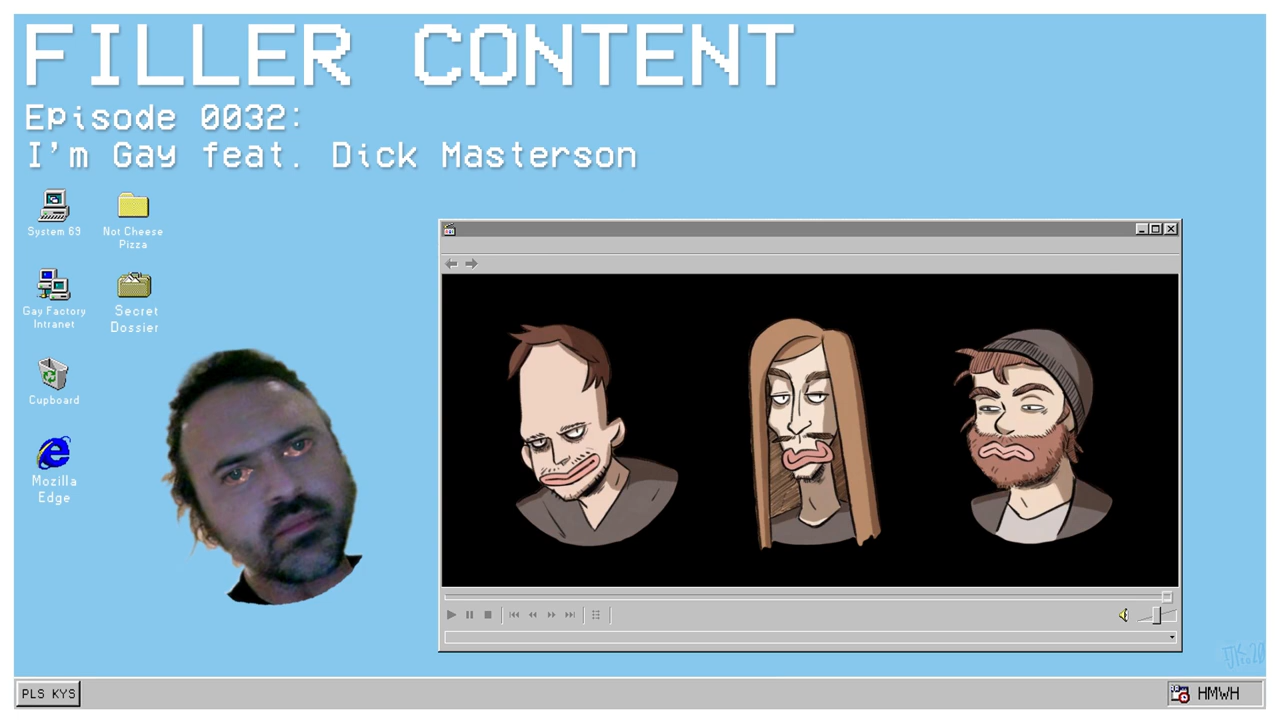 FILLER CONTENT
Episode 0032:
I'm Gay feat. Dick Masterson
System 69
Not Cheese
Pizza
Gay Factory
Intranet
Secret
Dossier
Cupboard
Mozilla
Edge
PLS KYS
HMWH